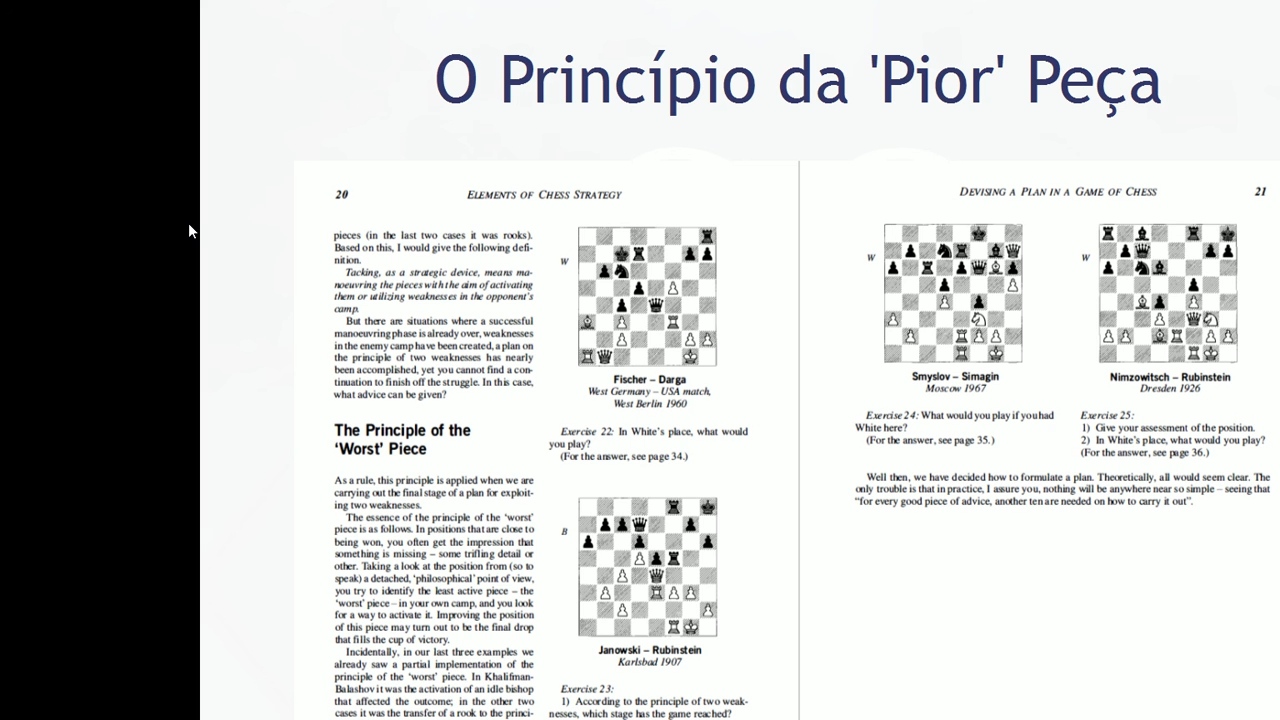 O Princípio da 'Pior' Peça
20
ELEMENTS OF CHESS STRATEGY
pieces (in the last two cases it was rooks).
Based on this, I would give the following defi-
nition.
Tacking, as a strategic device, means ma-
noeuvring the pieces with the aim of activating
them or utilizing weaknesses in the opponent's
camp.
But there are situations where a successful
manoeuvring phase is already over, weaknesses
in the enemy camp have been created, a plan on
the principle of two weaknesses has nearly
been accomplished, yet you cannot find a con-
tinuation to finish off the struggle. In this case,
what advice can be given?
The Principle of the
‘Worst’ Piece
As a rule, this principle is applied when we are
carrying out the final stage of a plan for exploit-
ing two weaknesses.
The essence of the principle of the ‘worst’
piece is as follows. In positions that are close to
being won, you often get the impression that
something is missing – some trifling detail or
other. Taking a look at the position from (so to
speak) a detached, ‘philosophical’ point of view,
you try to identify the least active piece – the
‘worst’ piece – in your own camp, and you look
for a way to activate it. Improving the position
of this piece may turn out to be the final drop
that fills the cup of victory.
Incidentally, in our last three examples we
already saw a partial implementation of the
principle of the ‘worst’ piece. In Khalifman-
Balashov it was the activation of an idle bishop
that affected the outcome; in the other two
cases it was the transfer of a rook to the princi-
W
Fischer – Darga
West Germany – USA match,
West Berlin 1960
Exercise 22: In White's place, what would
you play?
(For the answer, see page 34.)
B
Janowski – Rubinstein
Karlsbad 1907
Exercise 23:
1) According to the principle of two weak-
nesses, which stage has the game reached?
DEVISING A PLAN IN A GAME OF CHESS
21
W
Smyslov – Simagin
Moscow 1967
Exercise 24: What would you play if you had
White here?
(For the answer, see page 35.)
W
Nimzowitsch – Rubinstein
Dresden 1926
Exercise 25:
1) Give your assessment of the position.
2) In White's place, what would you play?
(For the answer, see page 36.)
Well then, we have decided how to formulate a plan. Theoretically, all would seem clear. The
only trouble is that in practice, I assure you, nothing will be anywhere near so simple – seeing that
“for every good piece of advice, another ten are needed on how to carry it out”.